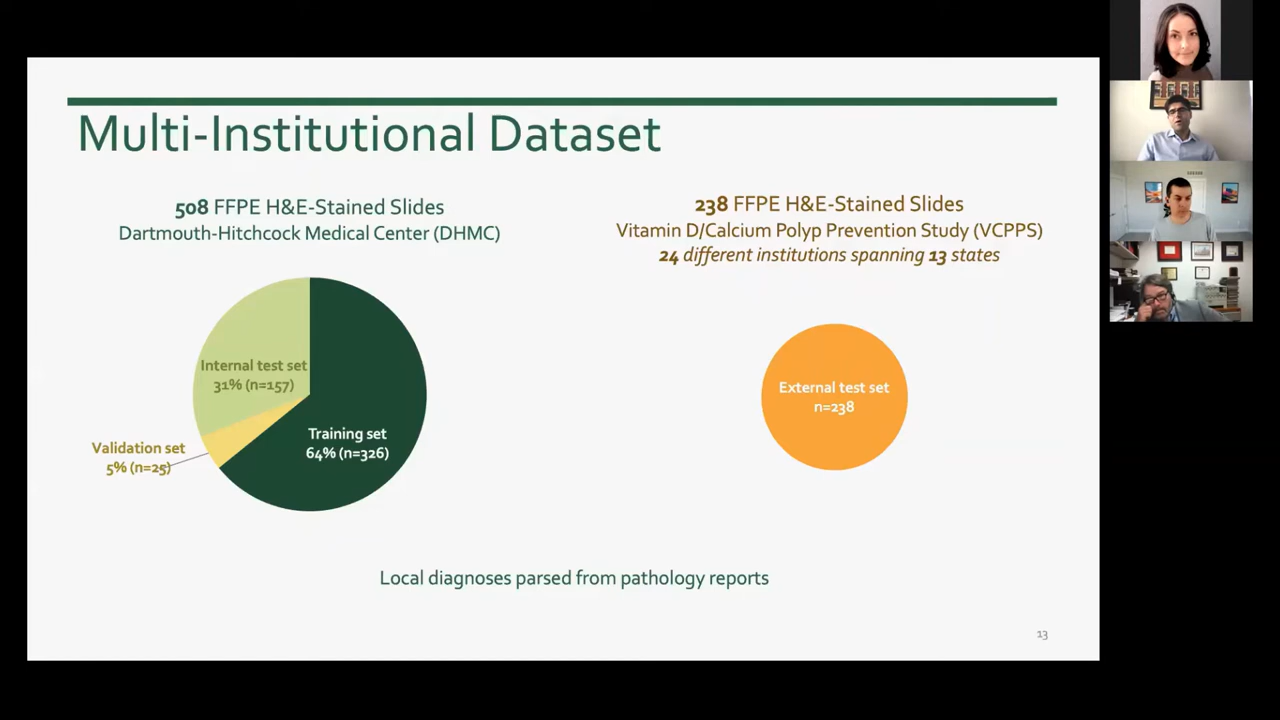 Multi-Institutional Dataset
508 FFPE H&E-Stained Slides
Dartmouth-Hitchcock Medical Center (DHMC)
238 FFPE H&E-Stained Slides
Vitamin D/Calcium Polyp Prevention Study (VCPPS)
24 different institutions spanning 13 states
Internal test set
31% (n=157)
Validation set
5% (n=25)
Training set
64% (n=326)
External test set
n=238
Local diagnoses parsed from pathology reports
13